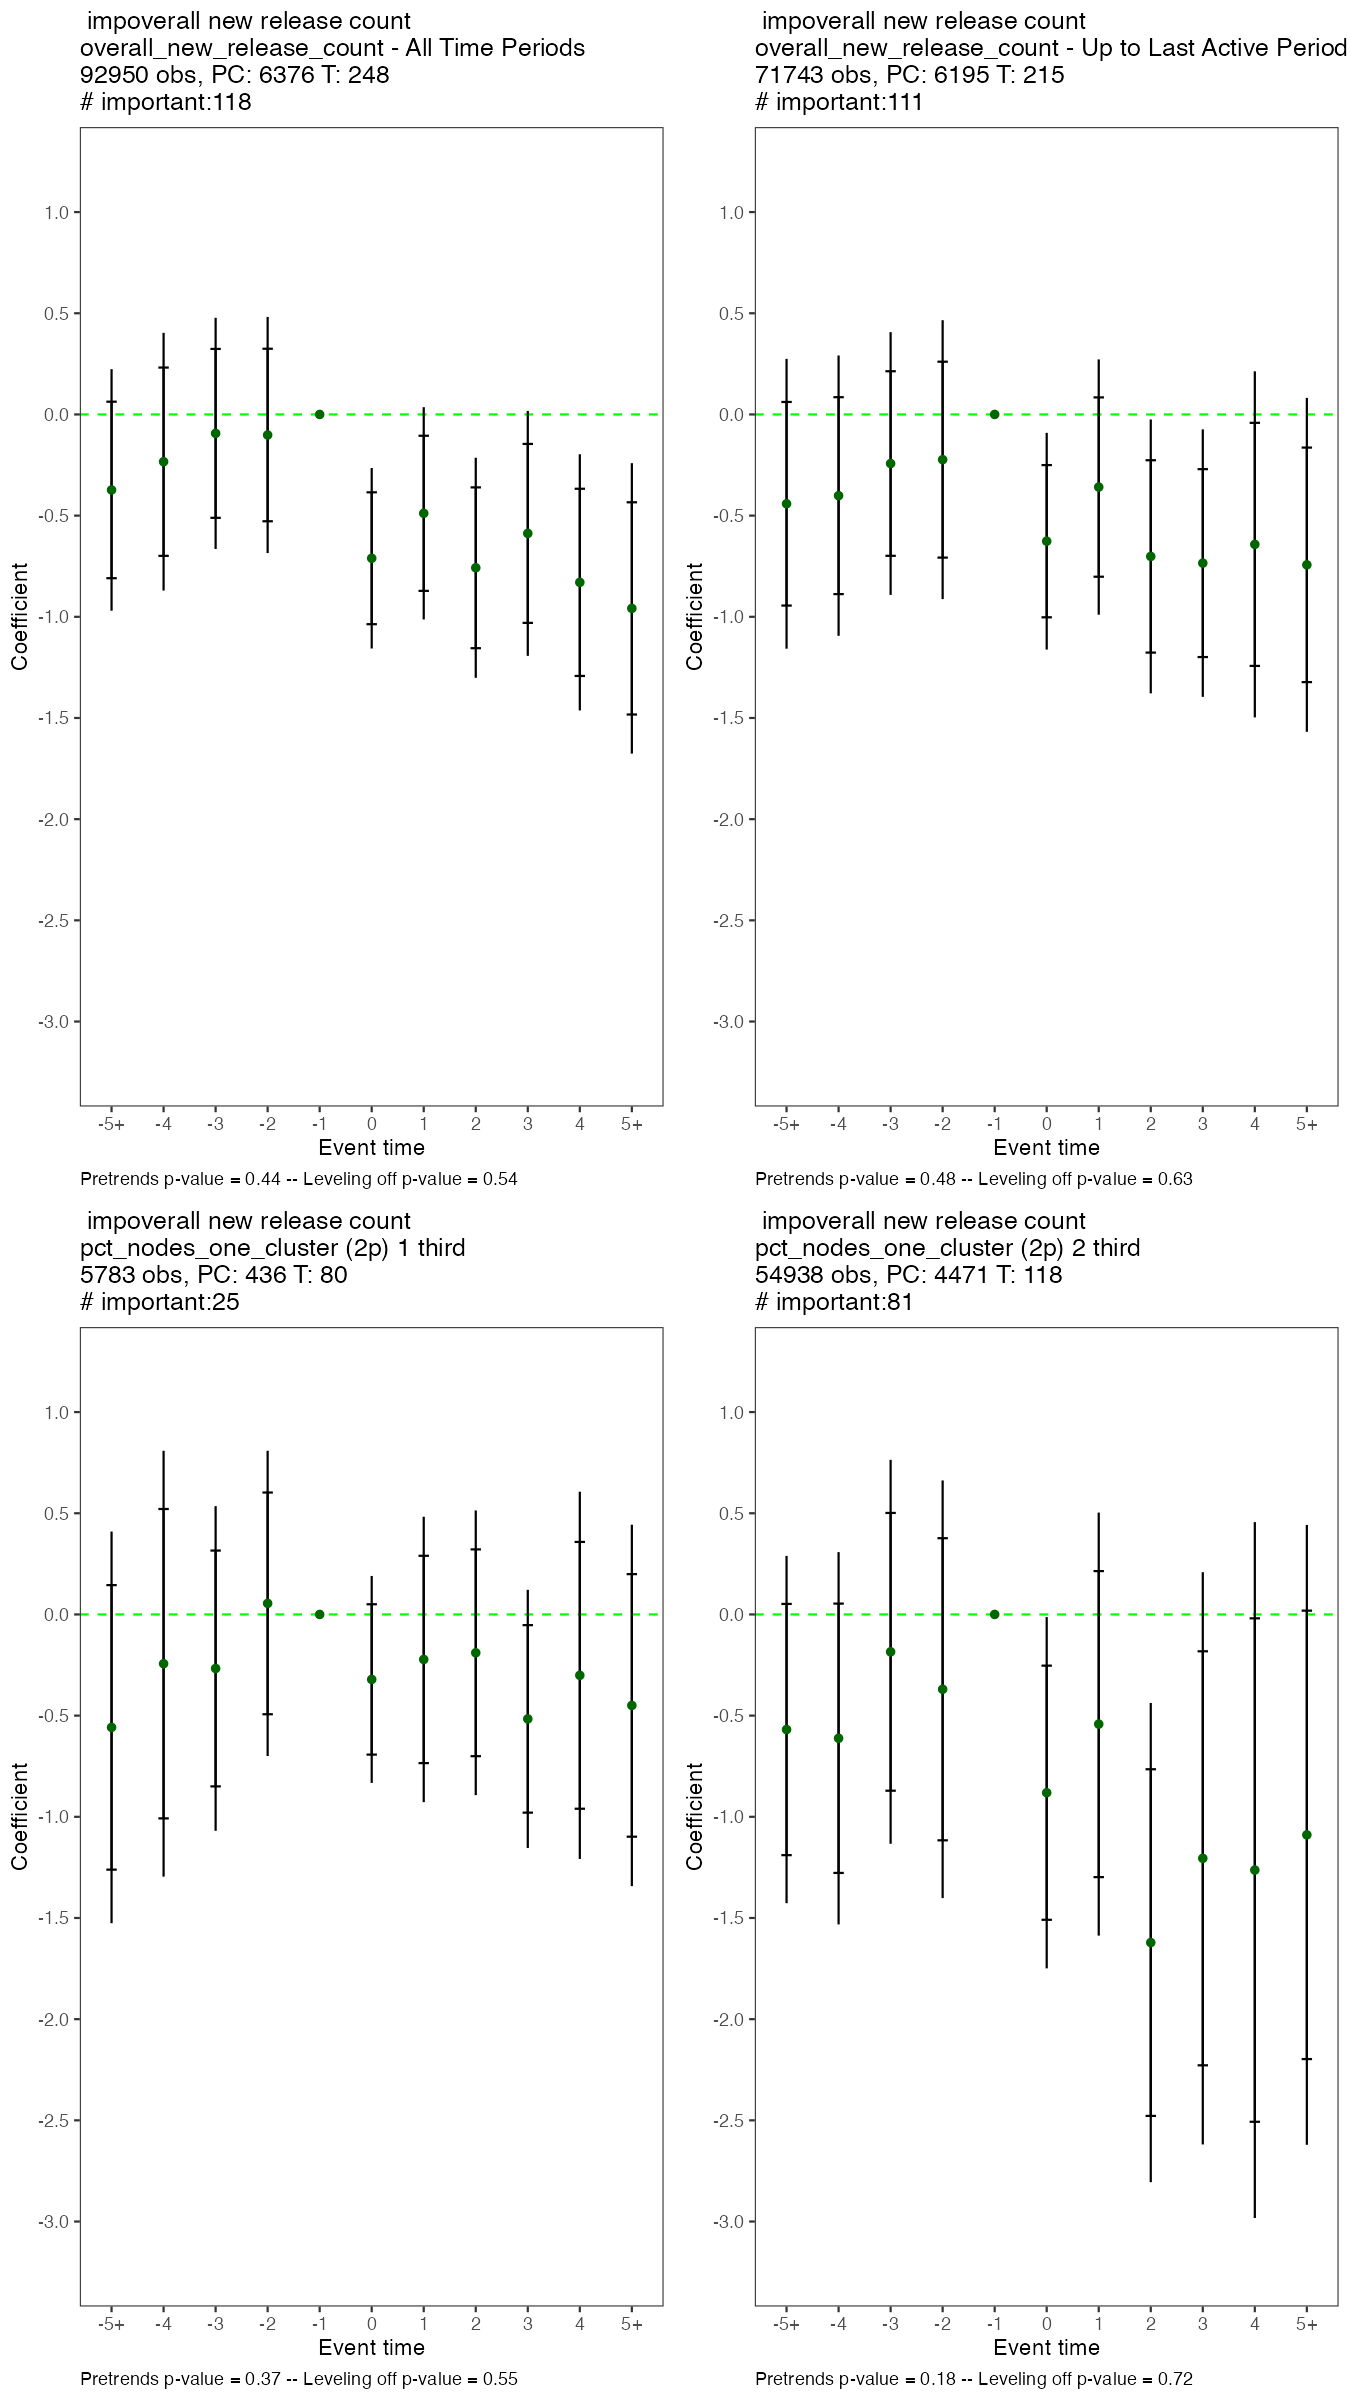 impoverall new release count
overall_new_release_count - All Time Periods
92950 obs, PC: 6376 T: 248
# important:118
1.0
0.5
0.0
-0.5
-1.0
-1.5
-2.0
-2.5
-3.0
Coefficient
-5+ -4 -3 -2 -1 0 1 2 3 4 5+
Event time
Pretrends p-value = 0.44 -- Leveling off p-value = 0.54
impoverall new release count
overall_new_release_count - Up to Last Active Period
71743 obs, PC: 6195 T: 215
# important:111
1.0
0.5
0.0
-0.5
-1.0
-1.5
-2.0
-2.5
-3.0
Coefficient
-5+ -4 -3 -2 -1 0 1 2 3 4 5+
Event time
Pretrends p-value = 0.48 -- Leveling off p-value = 0.63
impoverall new release count
pct_nodes_one_cluster (2p) 1 third
5783 obs, PC: 436 T: 80
# important:25
1.0
0.5
0.0
-0.5
-1.0
-1.5
-2.0
-2.5
-3.0
Coefficient
-5+ -4 -3 -2 -1 0 1 2 3 4 5+
Event time
Pretrends p-value = 0.37 -- Leveling off p-value = 0.55
impoverall new release count
pct_nodes_one_cluster (2p) 2 third
54938 obs, PC: 4471 T: 118
# important:81
1.0
0.5
0.0
-0.5
-1.0
-1.5
-2.0
-2.5
-3.0
Coefficient
-5+ -4 -3 -2 -1 0 1 2 3 4 5+
Event time
Pretrends p-value = 0.18 -- Leveling off p-value = 0.72